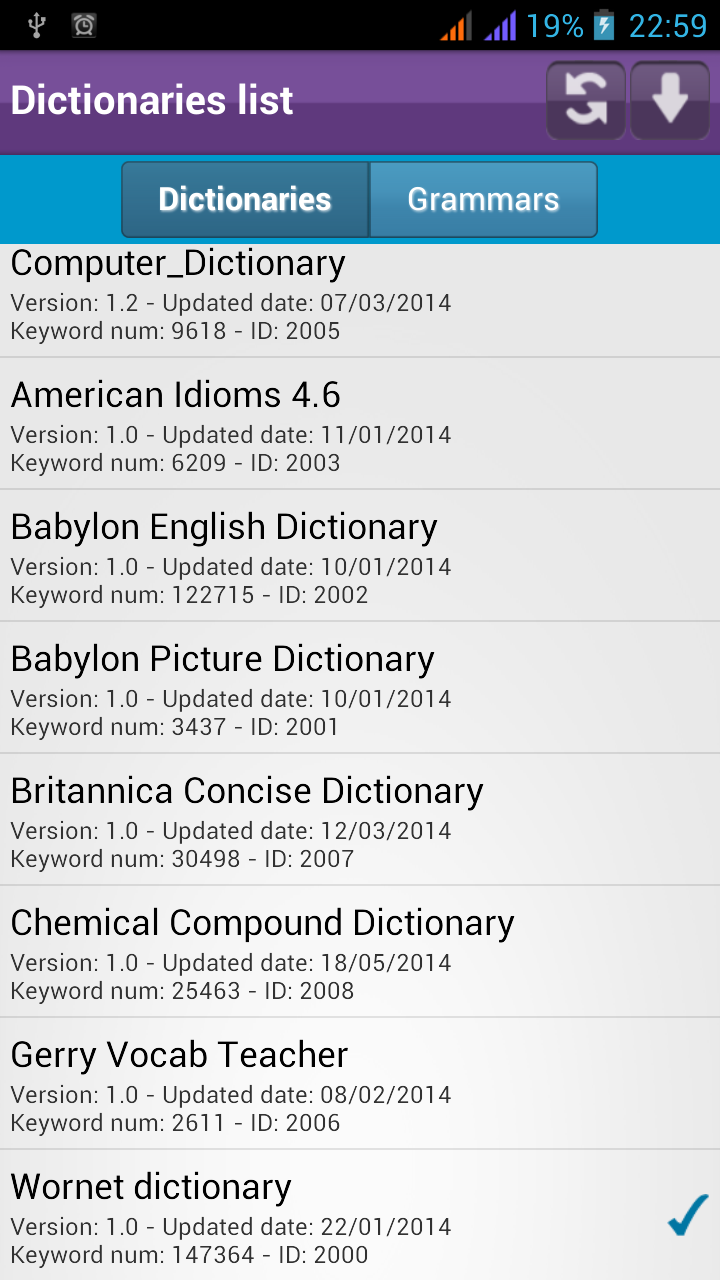 19% 22:59
Dictionaries list
Dictionaries Grammars
Computer_Dictionary
Version: 1.2 - Updated date: 07/03/2014
Keyword num: 9618 - ID: 2005
American Idioms 4.6
Version: 1.0 - Updated date: 11/01/2014
Keyword num: 6209 - ID: 2003
Babylon English Dictionary
Version: 1.0 - Updated date: 10/01/2014
Keyword num: 122715 - ID: 2002
Babylon Picture Dictionary
Version: 1.0 - Updated date: 10/01/2014
Keyword num: 3437 - ID: 2001
Britannica Concise Dictionary
Version: 1.0 - Updated date: 12/03/2014
Keyword num: 30498 - ID: 2007
Chemical Compound Dictionary
Version: 1.0 - Updated date: 18/05/2014
Keyword num: 25463 - ID: 2008
Gerry Vocab Teacher
Version: 1.0 - Updated date: 08/02/2014
Keyword num: 2611 - ID: 2006
Wornet dictionary
Version: 1.0 - Updated date: 22/01/2014
Keyword num: 147364 - ID: 2000